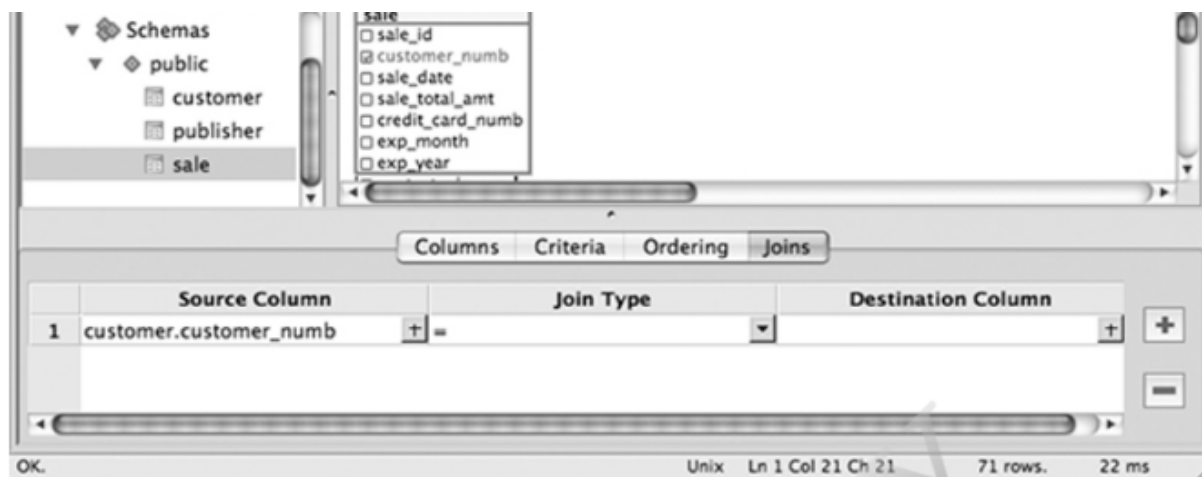 Schemas
public
customer
publisher
sale
sale
sale_id
customer_numb
sale_date
sale_total_amt
credit_card_numb
exp_month
exp_year
Columns Criteria Ordering Joins
Source Column Join Type Destination Column
1 customer.customer_numb =
OK. Unix Ln 1 Col 21 Ch 21 71 rows. 22 ms